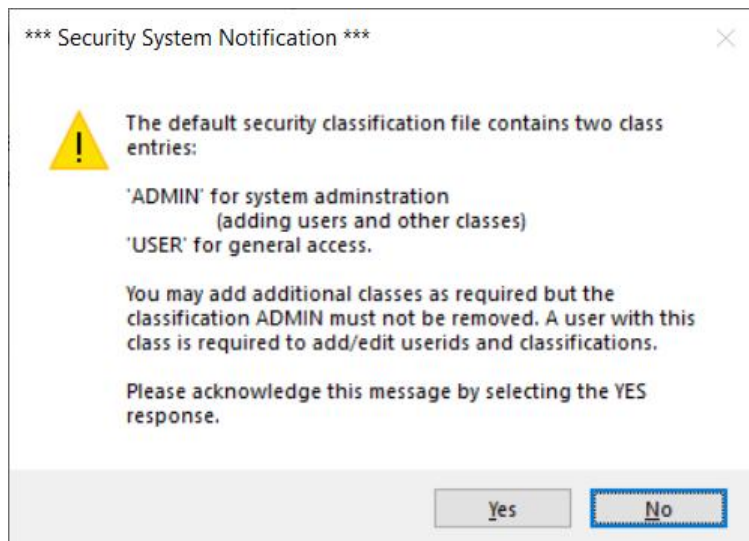 *** Security System Notification ***
The default security classification file contains two class
entries:
'ADMIN' for system adminstration
(adding users and other classes)
'USER' for general access.
You may add additional classes as required but the
classification ADMIN must not be removed. A user with this
class is required to add/edit userids and classifications.
Please acknowledge this message by selecting the YES
response.
Yes
No